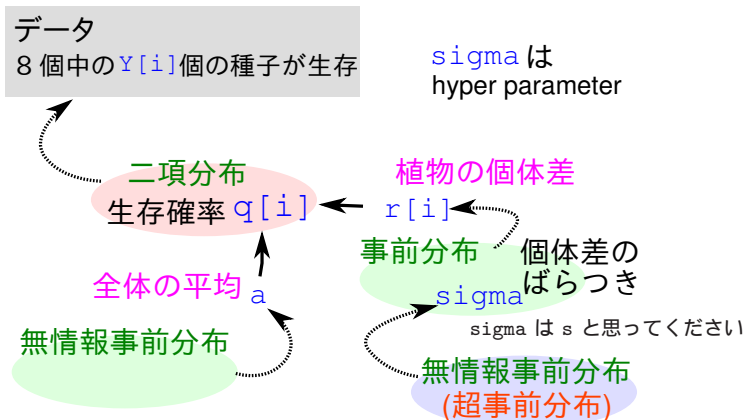 データ
8 個中の Y[i] 個の種子が生存
sigma は
hyper parameter
二項分布
生存確率 q[i]
植物の個体差
r[i]
事前分布
個体差の
ばらつき
sigma
全体の平均 a
sigma は s と思ってください
無情報事前分布
無情報事前分布
(超事前分布)